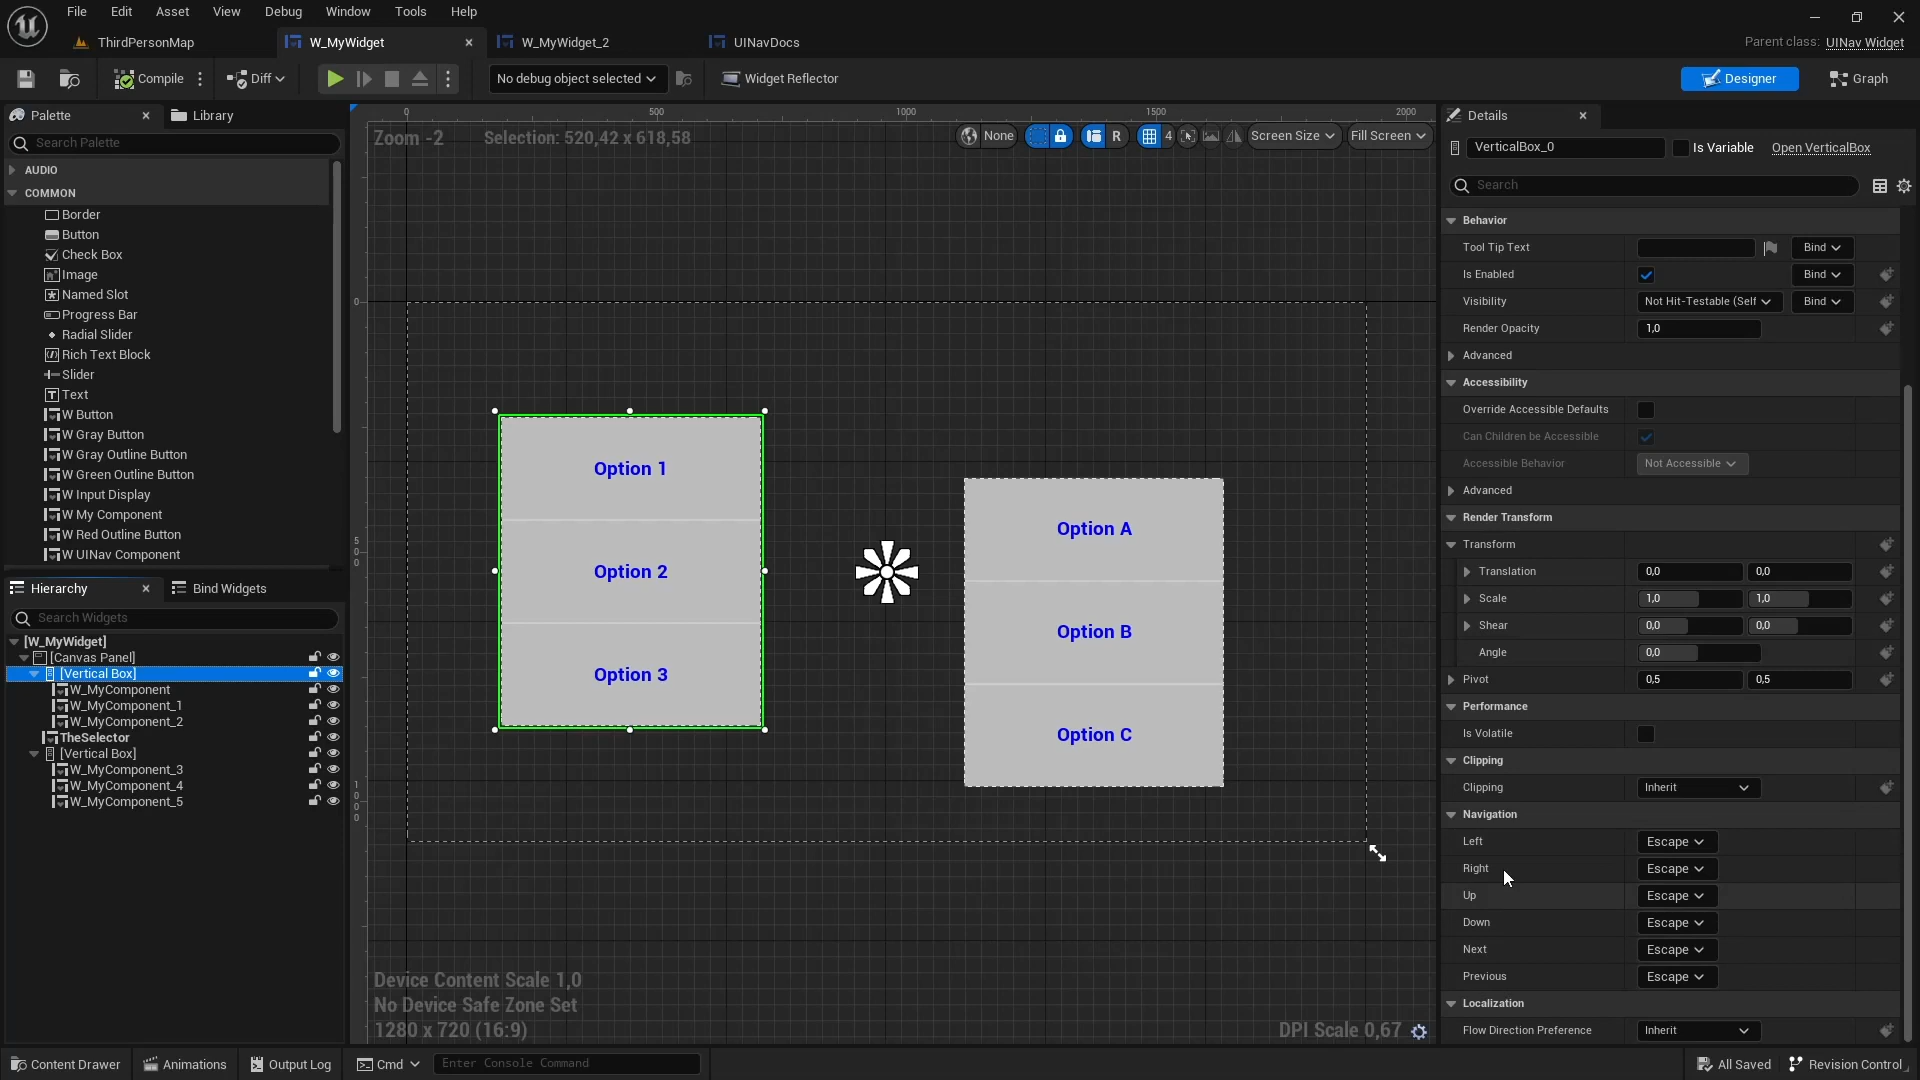 File Edit Asset View Debug Window Tools Help
ThirdPersonMap W_MyWidget W_MyWidget_2 UINavDocs
Parent class: UINav Widget
Compile Diff No debug object selected Widget Reflector Designer Graph
Palette Library
Search Palette
AUDIO
COMMON
Border
Button
Check Box
Image
Named Slot
Progress Bar
Radial Slider
Rich Text Block
Slider
Text
W Button
W Gray Button
W Gray Outline Button
W Green Outline Button
W Input Display
W My Component
W Red Outline Button
W UINav Component
Hierarchy Bind Widgets
Search Widgets
[W_MyWidget]
[Canvas Panel]
[Vertical Box]
W_MyComponent
W_MyComponent_1
W_MyComponent_2
TheSelector
[Vertical Box]
W_MyComponent_3
W_MyComponent_4
W_MyComponent_5
0 500 1000 1500 2000
Zoom -2 Selection: 520,42 x 618,58
None R 4 Screen Size Fill Screen
0
500
1000
Option 1
Option 2
Option 3
Option A
Option B
Option C
Device Content Scale 1,0
No Device Safe Zone Set
1280 x 720 (16:9)
DPI Scale 0,67
Details
VerticalBox_0 Is Variable Open VerticalBox
Search
Behavior
Tool Tip Text Bind
Is Enabled Bind
Visibility Not Hit-Testable (Self Bind
Render Opacity 1,0
Advanced
Accessibility
Override Accessible Defaults
Can Children be Accessible
Accessible Behavior Not Accessible
Advanced
Render Transform
Transform
Translation 0,0 0,0
Scale 1,0 1,0
Shear 0,0 0,0
Angle 0,0
Pivot 0,5 0,5
Performance
Is Volatile
Clipping
Clipping Inherit
Navigation
Left Escape
Right Escape
Up Escape
Down Escape
Next Escape
Previous Escape
Localization
Flow Direction Preference Inherit
Content Drawer Animations Output Log Cmd Enter Console Command All Saved Revision Control